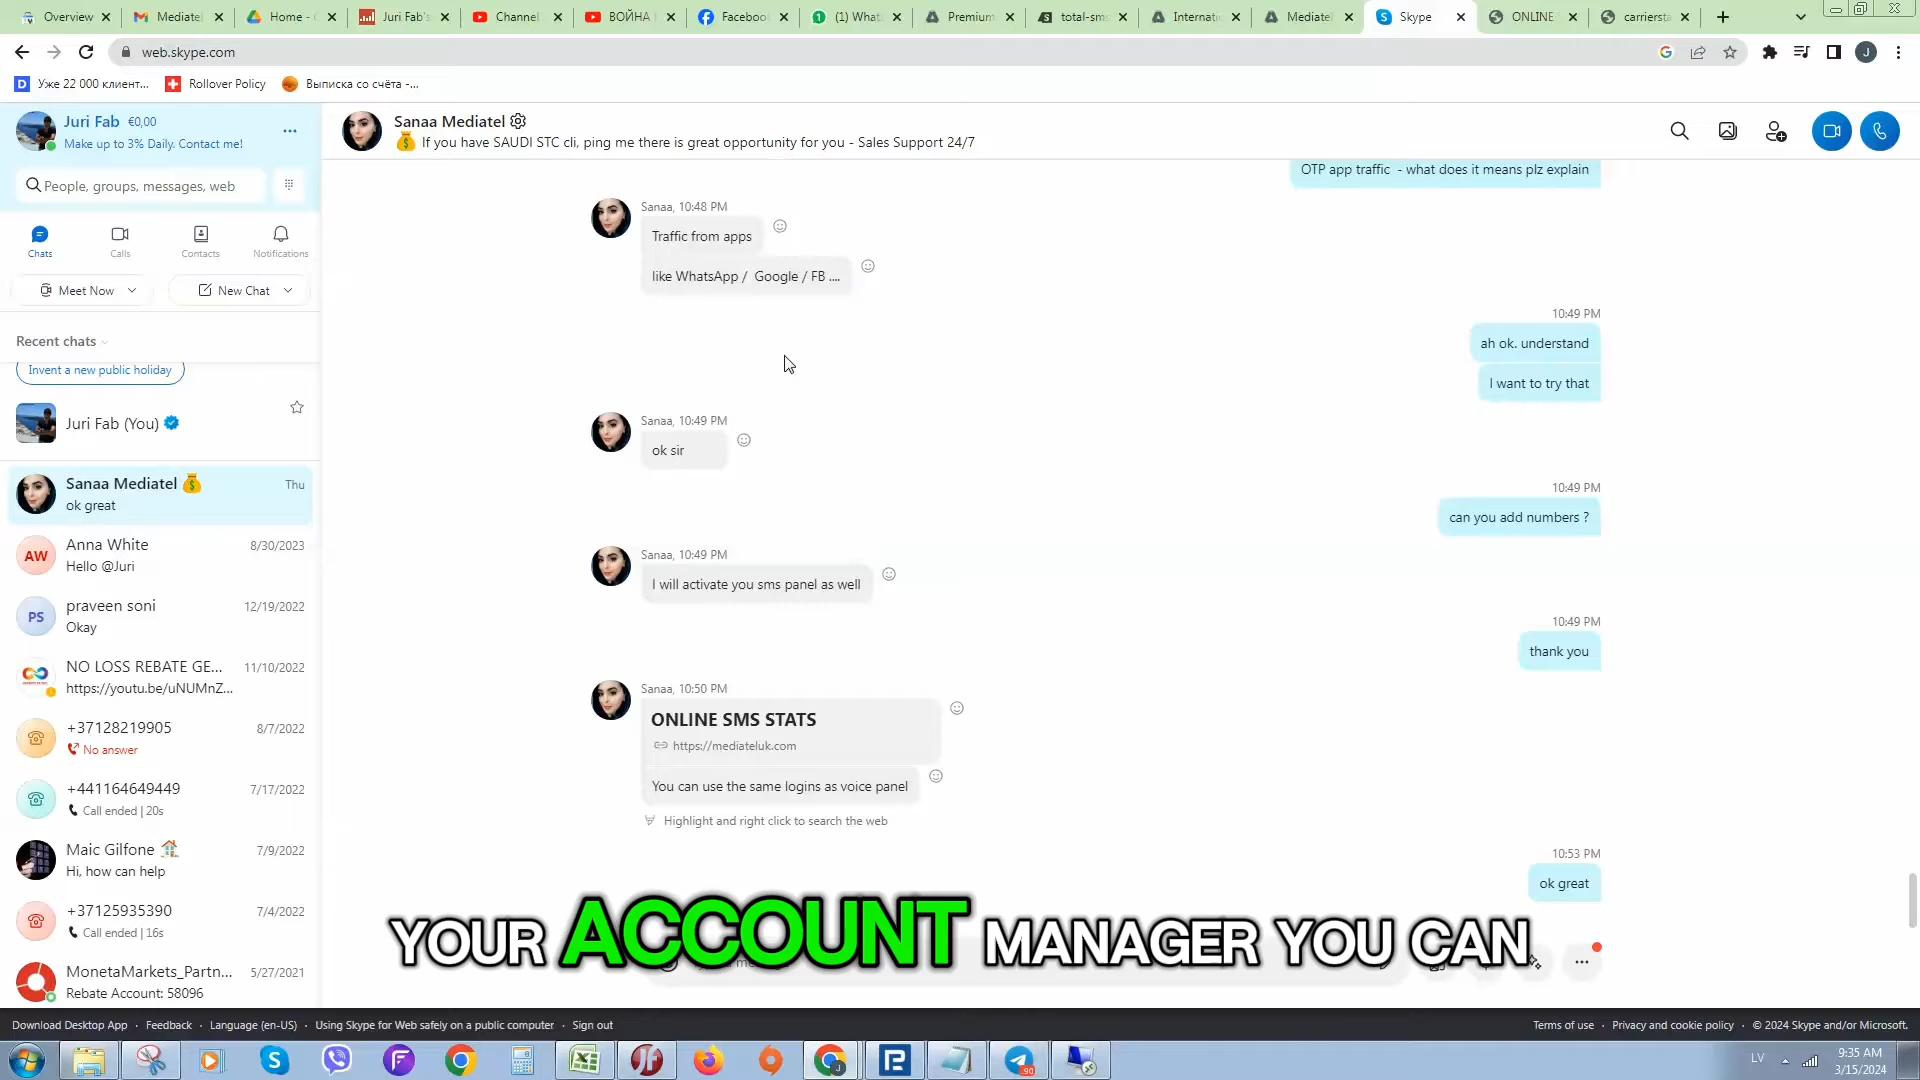 Overview
Mediatel
Home - G
Juri Fab's
Channel
ВОЙНА
Facebook
(1) What
Premium
total-sms
Internati
Mediatel
Skype
ONLINE
carriersta
web.skype.com
J
D
Уже 22 000 клиент...
Rollover Policy
Выписка со счёта -...
Juri Fab €0,00
Make up to 3% Daily. Contact me!
People, groups, messages, web
Chats
Calls
Contacts
Notifications
Meet Now
New Chat
Recent chats
Invent a new public holiday
Juri Fab (You)
Sanaa Mediatel
Thu
ok great
AW
Anna White
8/30/2023
Hello @Juri
PS
praveen soni
12/19/2022
Okay
NO LOSS REBATE GE...
11/10/2022
https://youtu.be/uNUMnZ...
+37128219905
8/7/2022
No answer
+441164649449
7/17/2022
Call ended | 20s
Maic Gilfone
7/9/2022
Hi, how can help
+37125935390
7/4/2022
Call ended | 16s
MonetaMarkets_Partn...
5/27/2021
Rebate Account: 58096
Sanaa Mediatel
If you have SAUDI STC cli, ping me there is great opportunity for you - Sales Support 24/7
OTP app traffic - what does it means plz explain
Sanaa, 10:48 PM
Traffic from apps
like WhatsApp / Google / FB ....
10:49 PM
ah ok. understand
I want to try that
Sanaa, 10:49 PM
ok sir
10:49 PM
can you add numbers ?
Sanaa, 10:49 PM
I will activate you sms panel as well
10:49 PM
thank you
Sanaa, 10:50 PM
ONLINE SMS STATS
https://mediateluk.com
You can use the same logins as voice panel
Highlight and right click to search the web
10:53 PM
ok great
YOUR ACCOUNT MANAGER YOU CAN
Download Desktop App · Feedback · Language (en-US) · Using Skype for Web safely on a public computer · Sign out
Terms of use · Privacy and cookie policy · © 2024 Skype and/or Microsoft.
90
LV
9:35 AM
3/15/2024